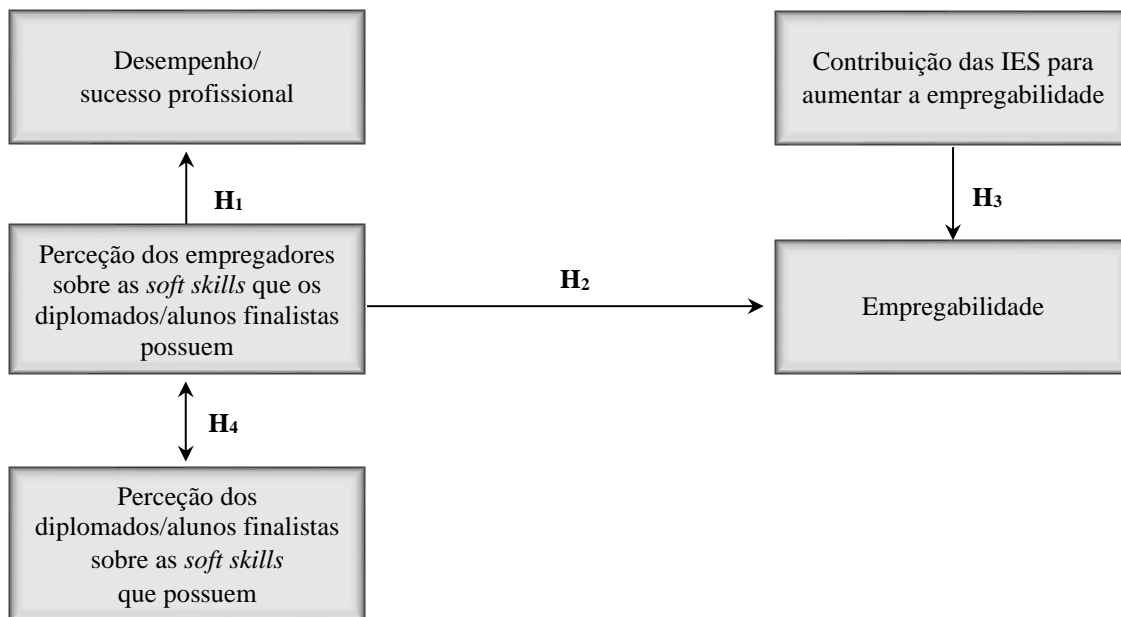 Desempenho/
sucesso profissional
Contribuição das IES para
aumentar a empregabilidade
H1
H3
Perceção dos empregadores
sobre as soft skills que os
diplomados/alunos finalistas
possuem
H2
Empregabilidade
H4
Perceção dos
diplomados/alunos finalistas
sobre as soft skills
que possuem